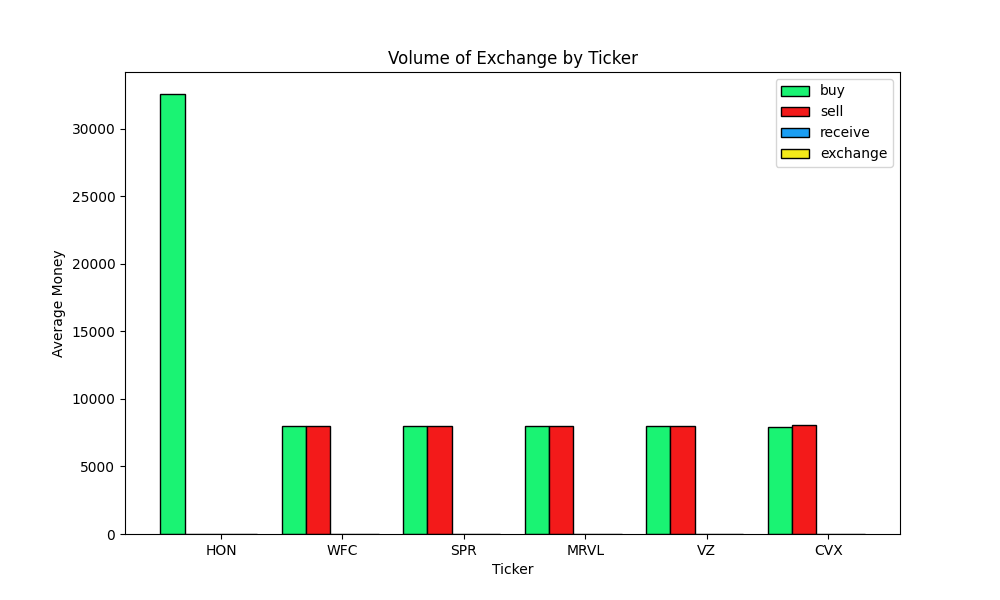 Volume of Exchange by Ticker
buy
sell
receive
exchange
30000
25000
20000
15000
10000
5000
0
Average Money
HON WFC SPR MRVL VZ CVX
Ticker